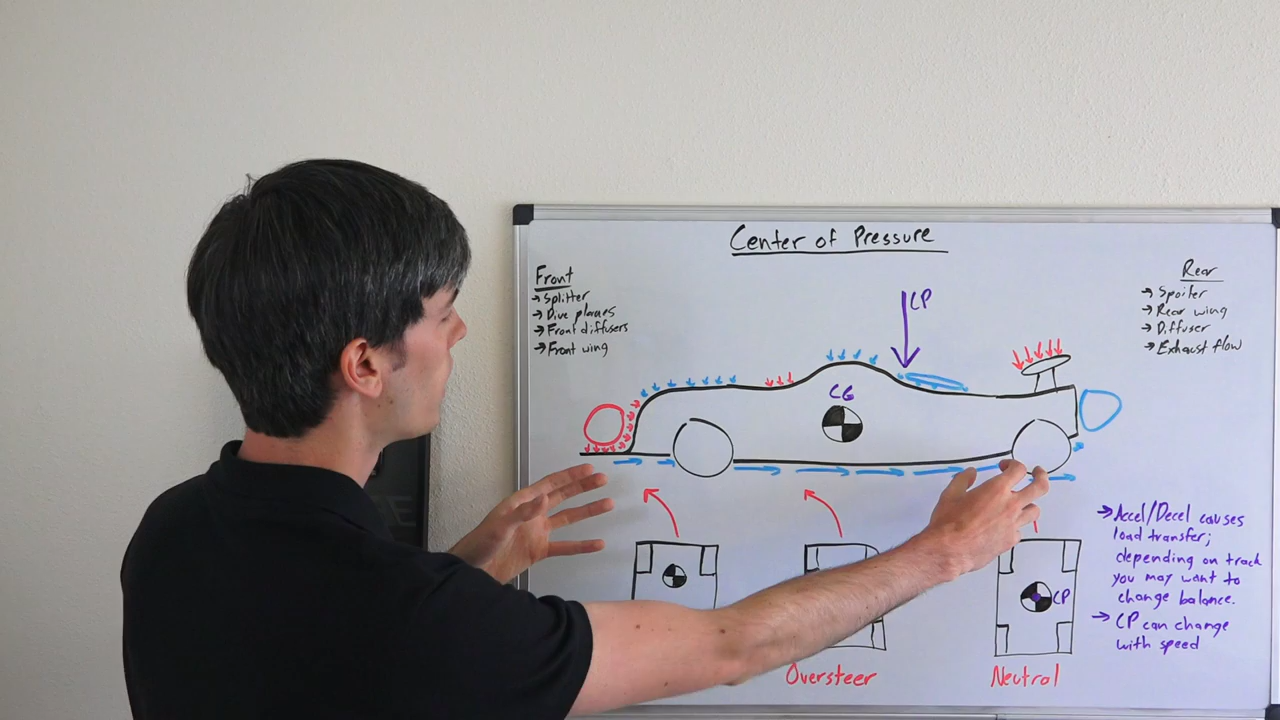 Center of Pressure
Front
→ Splitter
→ Dive planes
→ Front diffusers
→ Front wing
Rear
→ Spoiler
→ Rear wing
→ Diffuser
→ Exhaust flow
CP
CG
CP
Oversteer
Neutral
→ Accel/Decel causes
load transfer;
depending on track
you may want to
change balance.
→ CP can change
with speed